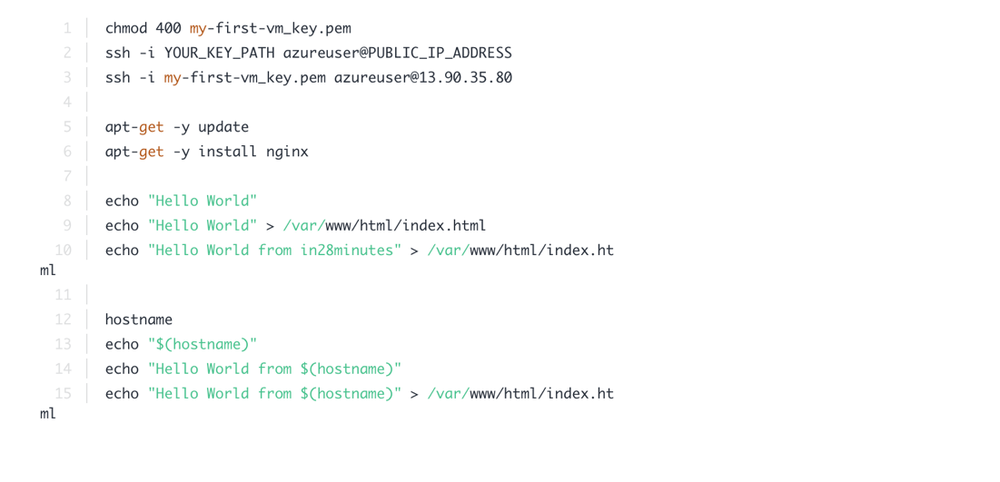 1 chmod 400 my-first-vm_key.pem
2 ssh -i YOUR_KEY_PATH azureuser@PUBLIC_IP_ADDRESS
3 ssh -i my-first-vm_key.pem azureuser@13.90.35.80
4
5 apt-get -y update
6 apt-get -y install nginx
7
8 echo "Hello World"
9 echo "Hello World" > /var/www/html/index.html
10 echo "Hello World from in28minutes" > /var/www/html/index.ht
ml
11
12 hostname
13 echo "$(hostname)"
14 echo "Hello World from $(hostname)"
15 echo "Hello World from $(hostname)" > /var/www/html/index.ht
ml